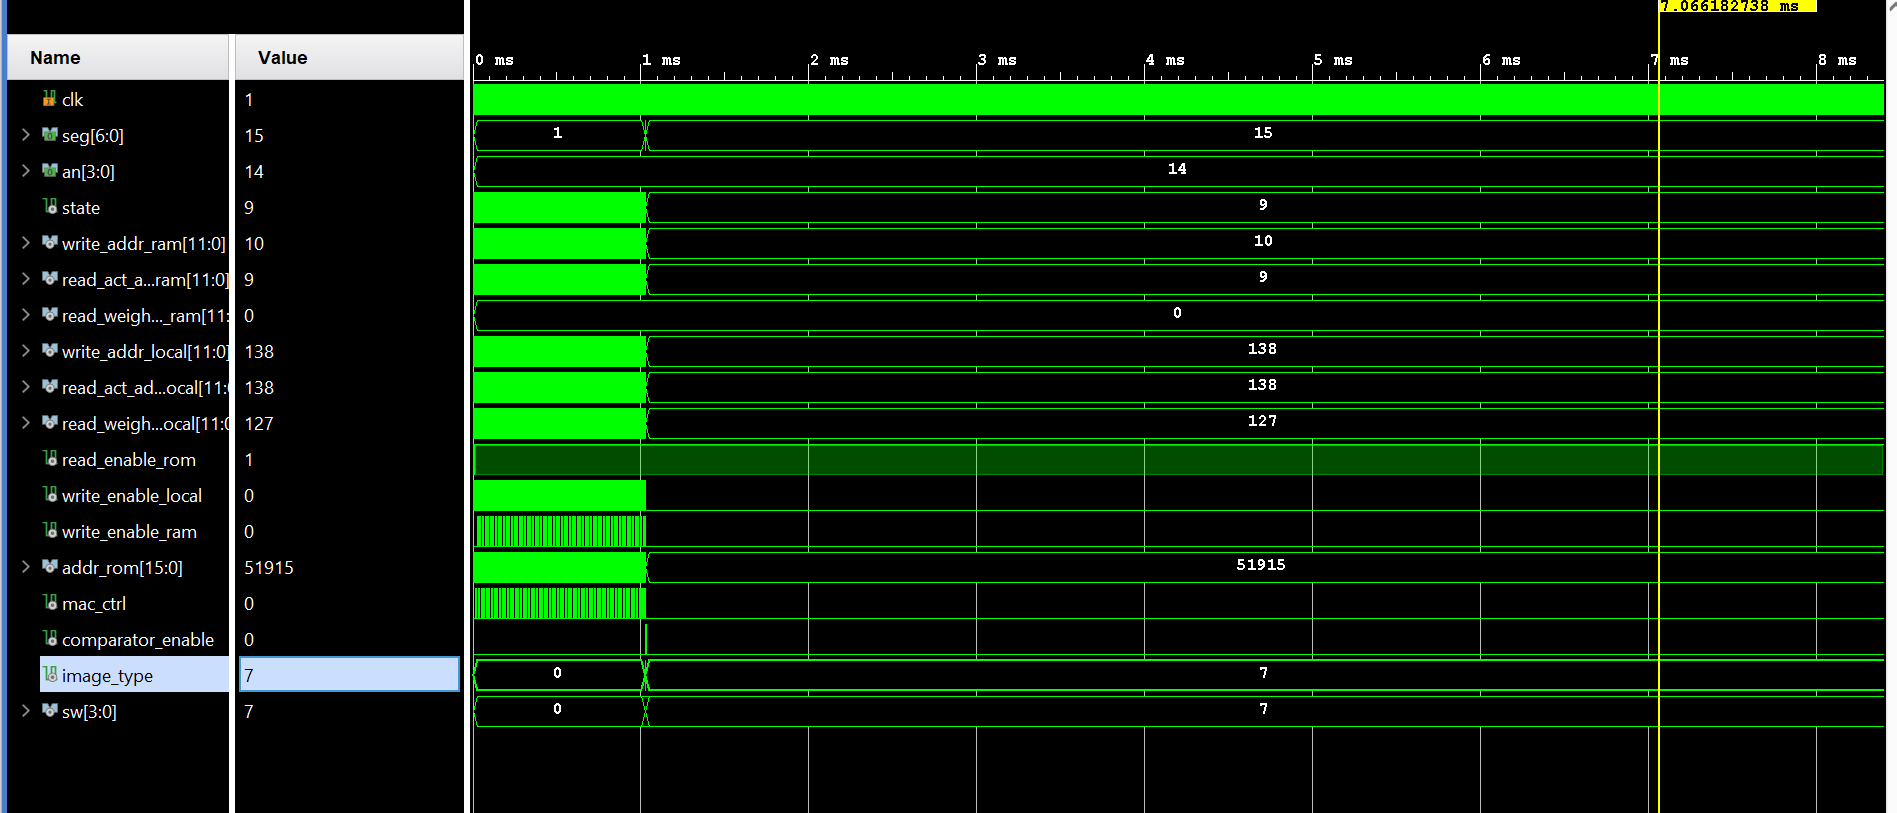 7.066182738 ms
Name Value
0 ms 1 ms 2 ms 3 ms 4 ms 5 ms 6 ms 7 ms 8 ms
clk 1
seg[6:0] 15 1 15
an[3:0] 14 14
state 9 9
write_addr_ram[11:0] 10 10
read_act_a...ram[11:0] 9 9
read_weigh..._ram[11: 0 0
write_addr_local[11:0] 138 138
read_act_ad...ocal[11:0 138 138
read_weigh...ocal[11:0 127 127
read_enable_rom 1
write_enable_local 0
write_enable_ram 0
addr_rom[15:0] 51915 51915
mac_ctrl 0
comparator_enable 0
image_type 7 0 7
sw[3:0] 7 0 7